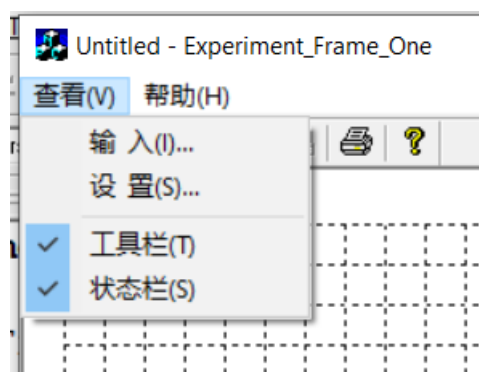 Untitled - Experiment_Frame_One
查看(V) 帮助(H)
输 入(I)...
设 置(S)...
工具栏(T)
状态栏(S)